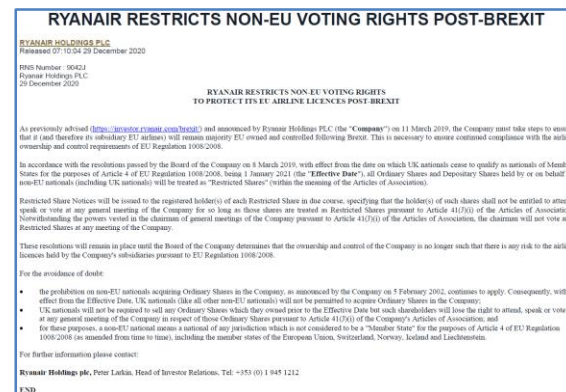 RYANAIR RESTRICTS NON-EU VOTING RIGHTS POST-BREXIT
RYANAIR HOLDINGS PLC
Released 07:10:04 29 December 2020
RNS Number : 9042J
Ryanair Holdings PLC
29 December 2020
RYANAIR RESTRICTS NON-EU VOTING RIGHTS
TO PROTECT ITS EU AIRLINE LICENCES POST-BREXIT
As previously advised (https://investor.ryanair.com/brexit/) and announced by Ryanair Holdings PLC (the "Company") on 11 March 2019, the Company must take steps to
that it (and therefore its subsidiary EU airlines) will remain majority EU owned and controlled following Brexit. This is necessary to ensure continued compliance with the
ownership and control requirements of EU Regulation 1008/2008.
In accordance with the resolutions passed by the Board of the Company on 8 March 2019, with effect from the date on which UK nationals cease to qualify as nationals of
States for the purposes of Article 4 of EU Regulation 1008/2008, being 1 January 2021 (the "Effective Date"), all Ordinary Shares and Depositary Shares held by or on behalf
non-EU nationals (including UK nationals) will be treated as "Restricted Shares" (within the meaning of the Articles of Association).
Restricted Share Notices will be issued to the registered holder(s) of each Restricted Share in due course, specifying that the holder(s) of such shares shall not be entitled to
speak or vote at any general meeting of the Company for so long as those shares are treated as Restricted Shares pursuant to Article 41(J)(i) of the Articles of
Notwithstanding the powers vested in the chairman of general meetings of the Company pursuant to Article 41(J)(i) of the Articles of Association, the chairman will not vote
Restricted Shares at any meeting of the Company.
These resolutions will remain in place until the Board of the Company determines that the ownership and control of the Company is no longer such that there is any risk to the
licences held by the Company's subsidiaries pursuant to EU Regulation 1008/2008.
For the avoidance of doubt:
• the prohibition on non-EU nationals acquiring Ordinary Shares in the Company, as announced by the Company on 5 February 2002, continues to apply. Consequently, with
effect from the Effective Date, UK nationals (like all other non-EU nationals) will not be permitted to acquire Ordinary Shares in the Company;
• UK nationals will not be required to sell any Ordinary Shares which they owned prior to the Effective Date but such shareholders will lose the right to attend, speak or vote
at any general meeting of the Company in respect of those Ordinary Shares pursuant to Article 41(J)(i) of the Company's Articles of Association; and
• for these purposes, a non-EU national means a national of any jurisdiction which is not considered to be a "Member State" for the purposes of Article 4 of EU Regulation
1008/2008 (as amended from time to time), including the member states of the European Union, Switzerland, Norway, Iceland and Liechtenstein.
For further information please contact:
Ryanair Holdings plc, Peter Larkin, Head of Investor Relations, Tel: +353 (0) 1 945 1212
END